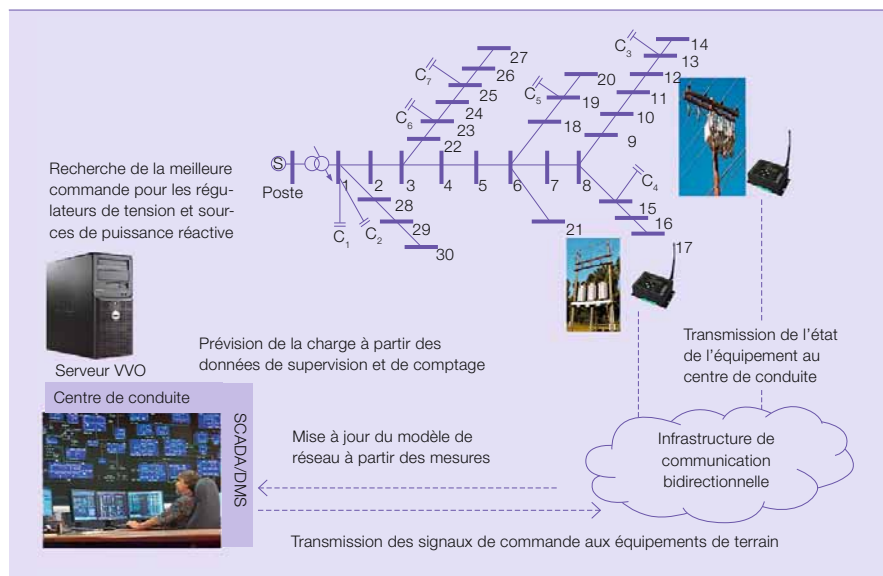 27
26
25
24
23
22
C7
C6
20
19
18
C5
14
13
12
11
10
9
C3
S
Poste
1
2
3
4
5
6
7
8
C1
C2
28
29
30
21
C4
15
16
17
Recherche de la meilleure
commande pour les régu-
lateurs de tension et sour-
ces de puissance réactive
Serveur VVO
Prévision de la charge à partir des
données de supervision et de comptage
Transmission de l'état
de l'équipement au
centre de conduite
Centre de conduite
SCADA/DMS
Mise à jour du modèle de
réseau à partir des mesures
Infrastructure de
communication
bidirectionnelle
Transmission des signaux de commande aux équipements de terrain